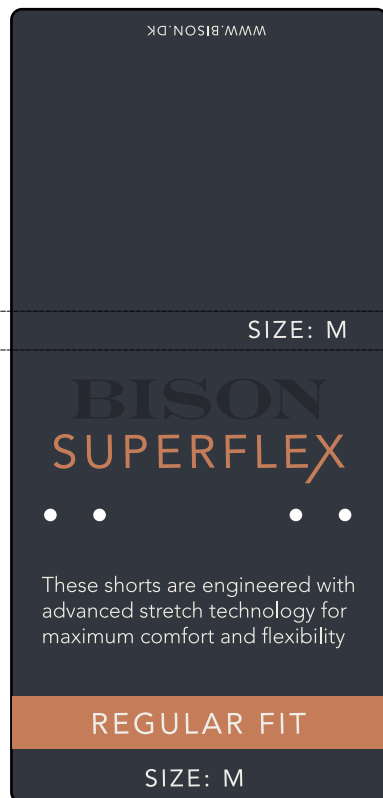 WWW.BISON.DK
SIZE: M
BISON
SUPERFLEX
These shorts are engineered with
advanced stretch technology for
maximum comfort and flexibility
REGULAR FIT
SIZE: M